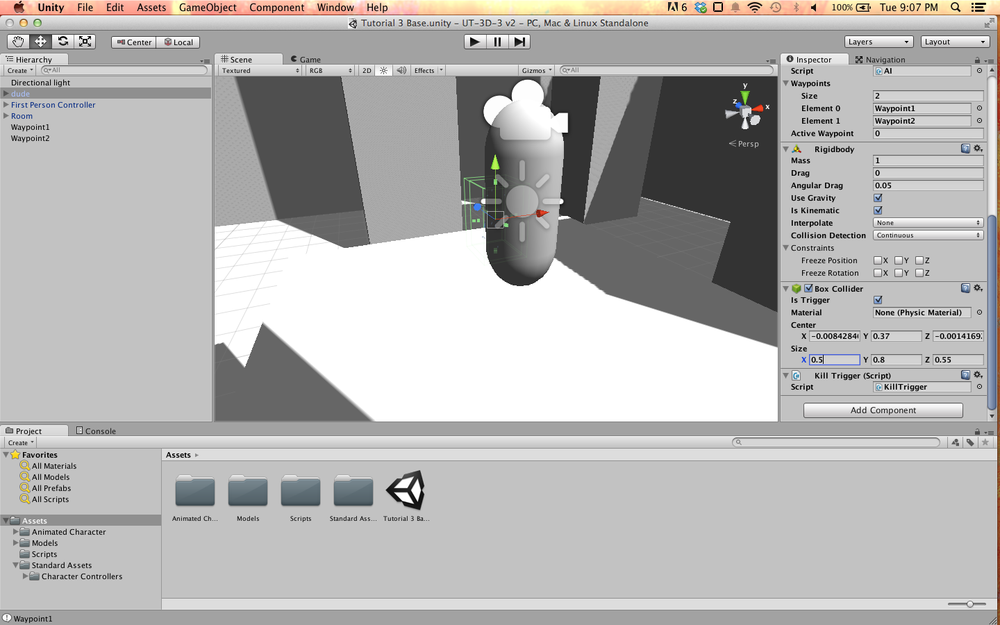 Unity File Edit Assets GameObject Component Window Help 6 100% Tue 9:07 PM
Tutorial 3 Base.unity – UT-3D-3 v2 – PC, Mac & Linux Standalone
Center Local Layers Layout
Hierarchy
Create All
Directional light
dude
First Person Controller
Room
Waypoint1
Waypoint2
Scene Game
Textured RGB 2D Effects Gizmos All
y
z x
Persp
Inspector Navigation
Script AI
Waypoints
Size 2
Element 0 Waypoint1
Element 1 Waypoint2
Active Waypoint 0
Rigidbody
Mass 1
Drag 0
Angular Drag 0.05
Use Gravity
Is Kinematic
Interpolate None
Collision Detection Continuous
Constraints
Freeze Position X Y Z
Freeze Rotation X Y Z
Box Collider
Is Trigger
Material None (Physic Material)
Center
X -0.0084284 Y 0.37 Z -0.0014169
Size
X 0.5 Y 0.8 Z 0.55
Kill Trigger (Script)
Script KillTrigger
Add Component
Project Console
Create
Favorites
All Materials
All Models
All Prefabs
All Scripts
Assets
Animated Character
Models
Scripts
Standard Assets
Character Controllers
Assets
Animated Ch... Models Scripts Standard Ass... Tutorial 3 Ba...
Waypoint1